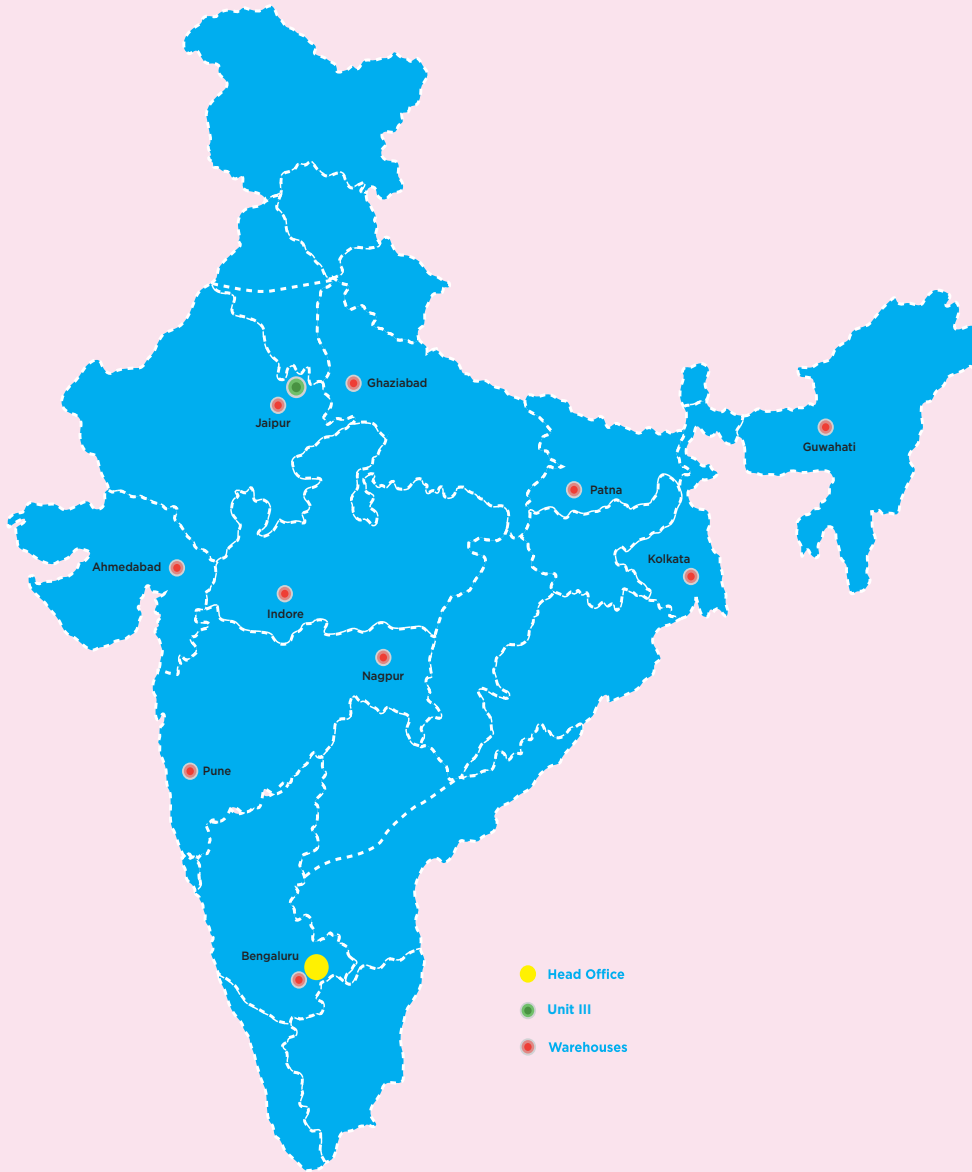 Ghaziabad
Jaipur
Guwahati
Patna
Kolkata
Ahmedabad
Indore
Nagpur
Pune
Bengaluru
Head Office
Unit III
Warehouses